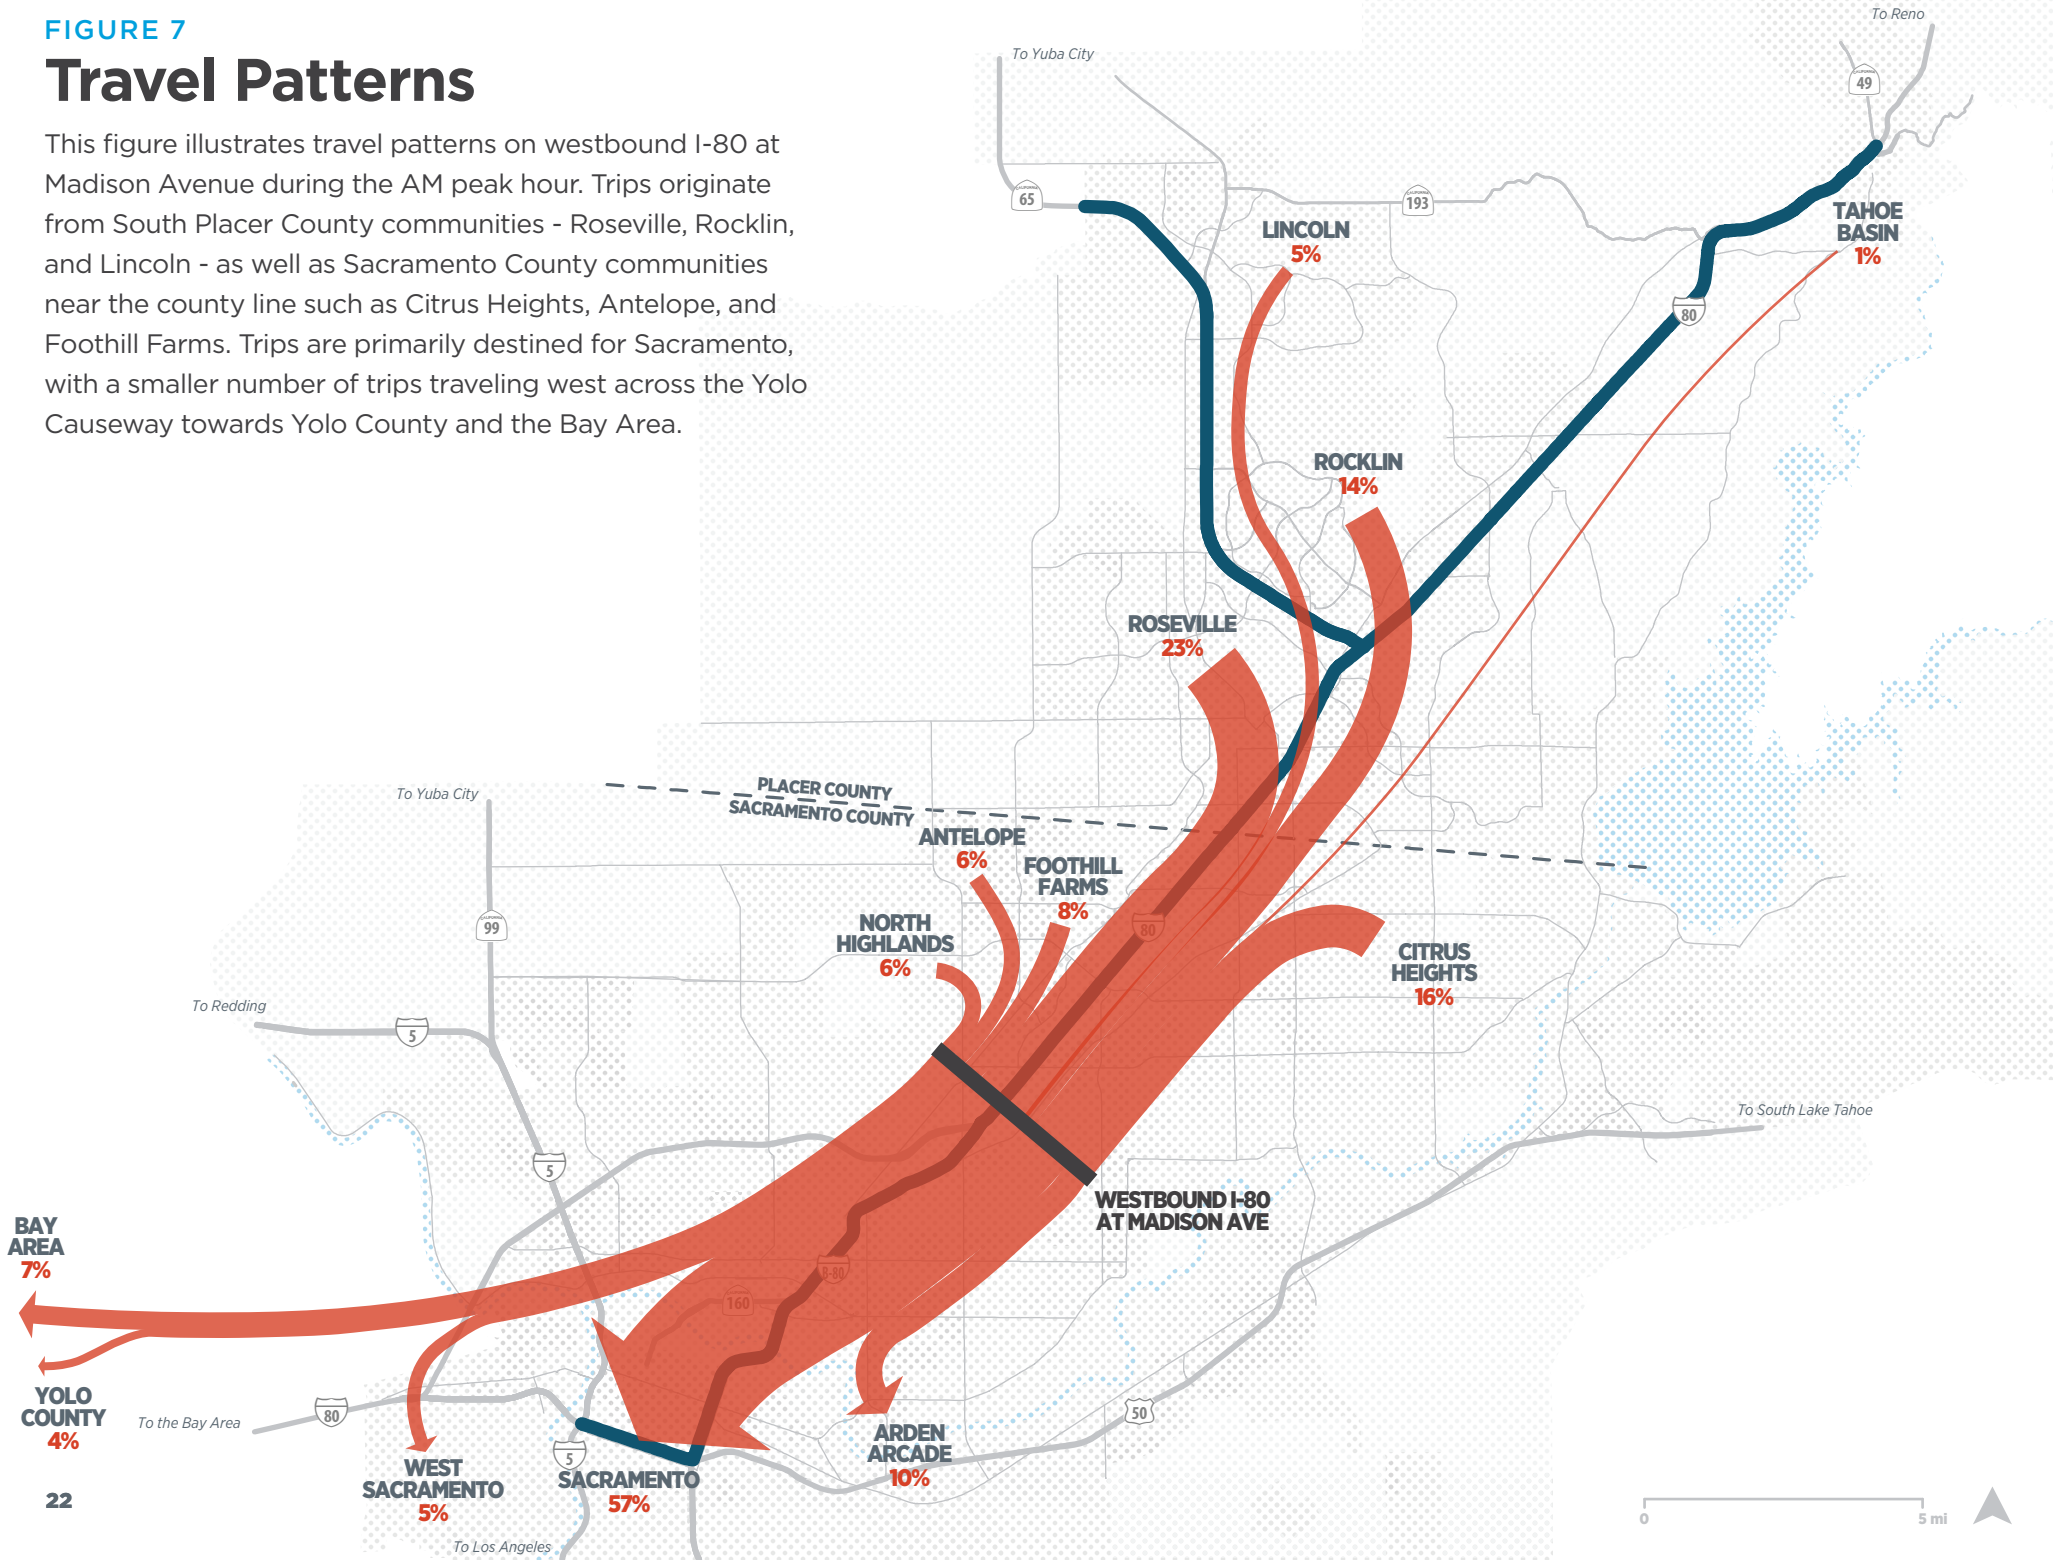 FIGURE 7
Travel Patterns
This figure illustrates travel patterns on westbound I-80 at
Madison Avenue during the AM peak hour. Trips originate
from South Placer County communities - Roseville, Rocklin,
and Lincoln - as well as Sacramento County communities
near the county line such as Citrus Heights, Antelope, and
Foothill Farms. Trips are primarily destined for Sacramento,
with a smaller number of trips traveling west across the Yolo
Causeway towards Yolo County and the Bay Area.
To Reno
To Yuba City
CALIFORNIA
49
CALIFORNIA
65
CALIFORNIA
193
LINCOLN
5%
TAHOE
BASIN
1%
80
ROCKLIN
14%
ROSEVILLE
23%
To Yuba City
PLACER COUNTY
SACRAMENTO COUNTY
ANTELOPE
6%
FOOTHILL
FARMS
8%
CALIFORNIA
99
NORTH
HIGHLANDS
6%
80
CITRUS
HEIGHTS
16%
To Redding
5
To South Lake Tahoe
5
WESTBOUND I-80
AT MADISON AVE
BAY
AREA
7%
B-80
160
YOLO
COUNTY
4%
To the Bay Area
80
50
5
ARDEN
ARCADE
10%
WEST
SACRAMENTO
5%
SACRAMENTO
57%
22
To Los Angeles
0
5 mi